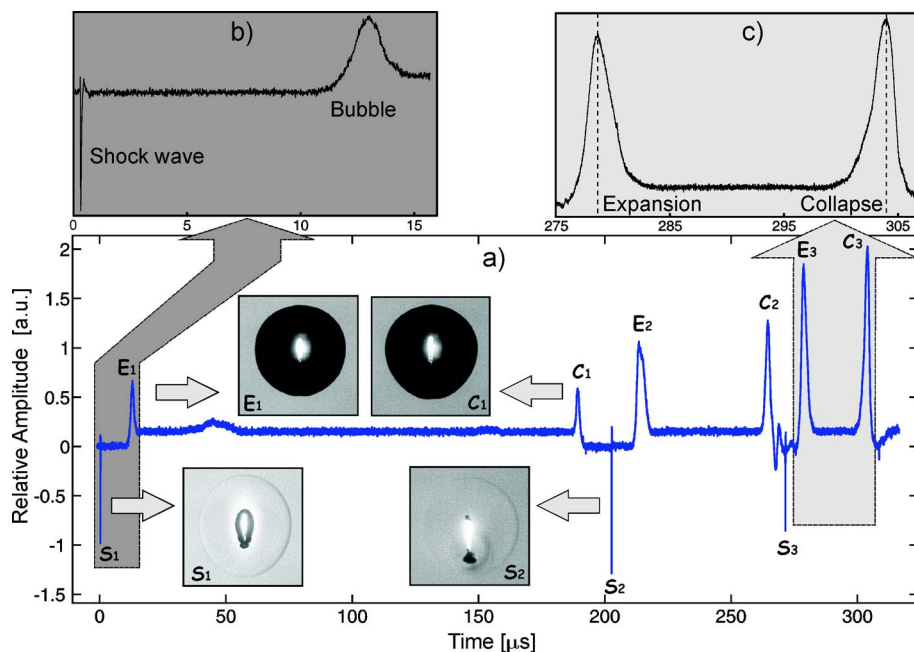 b)
Shock wave
Bubble
0 5 10 15
c)
Expansion
Collapse
275 285 295 305
a)
Relative Amplitude [a.u.]
2
1.5
1
0.5
0
-0.5
-1
-1.5
E1
E1
C1
C1
E2
C2
E3
C3
S1
S1
S2
S2
S3
0 50 100 150 200 250 300
Time [μs]